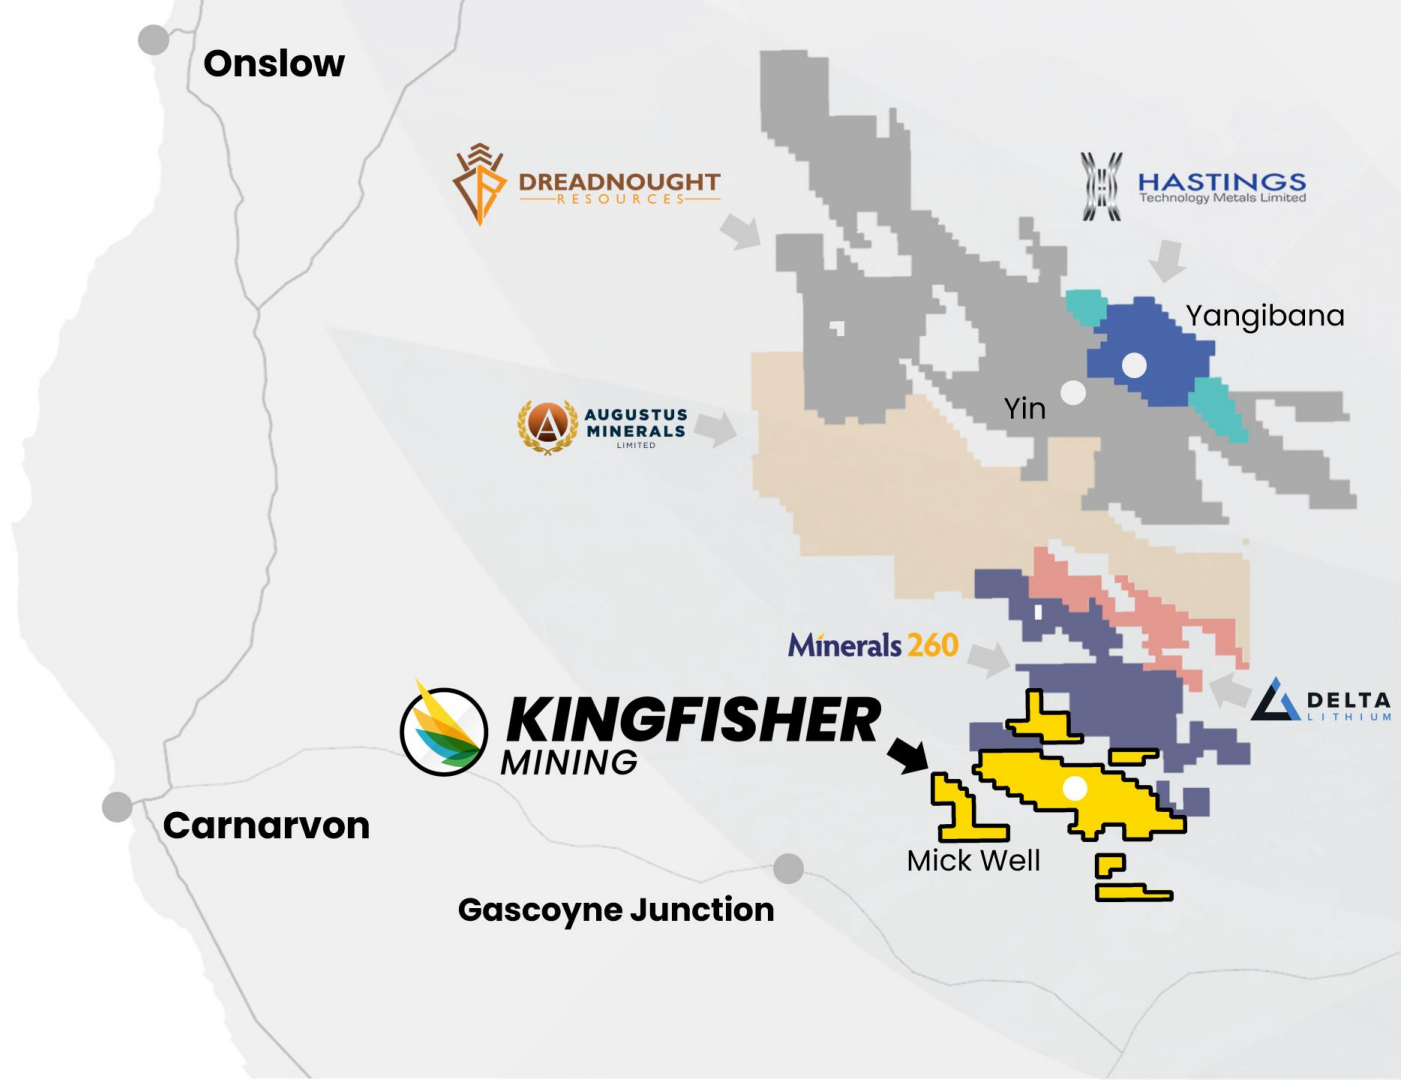 Onslow
DREADNOUGHT
RESOURCES
HASTINGS
Technology Metals Limited
Yangibana
Yin
A
AUGUSTUS
MINERALS
LIMITED
Minerals 260
DELTA
LITHIUM
KINGFISHER
MINING
Carnarvon
Mick Well
Gascoyne Junction